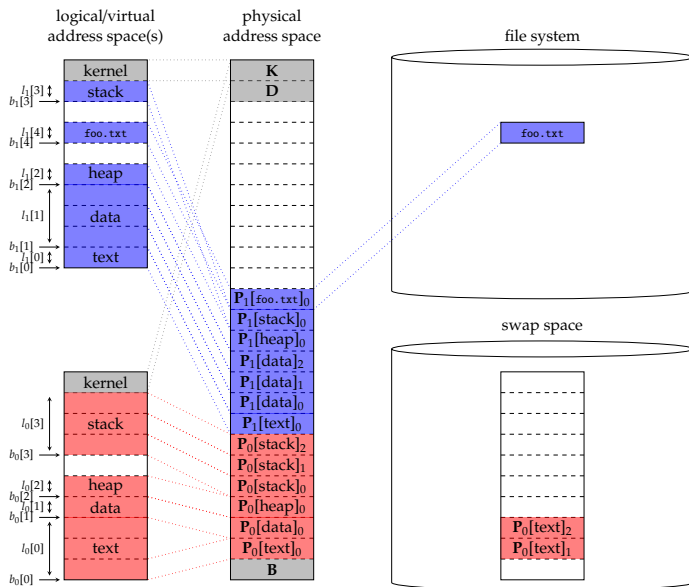 logical/virtual
address space(s)
physical
address space
file system
kernel
stack
foo.txt
heap
data
text
l₁[3]
b₁[3]
l₁[4]
b₁[4]
l₁[2]
b₁[2]
l₁[1]
b₁[1]
l₁[0]
b₁[0]
K
D
P₁[foo.txt]₀
P₁[stack]₀
P₁[heap]₀
P₁[data]₂
P₁[data]₁
P₁[data]₀
P₁[text]₀
P₀[stack]₂
P₀[stack]₁
P₀[stack]₀
P₀[heap]₀
P₀[data]₀
P₀[text]₀
B
foo.txt
swap space
P₀[text]₂
P₀[text]₁
kernel
stack
heap
data
text
l₀[3]
b₀[3]
l₀[2]
b₀[2]
l₀[1]
b₀[1]
l₀[0]
b₀[0]